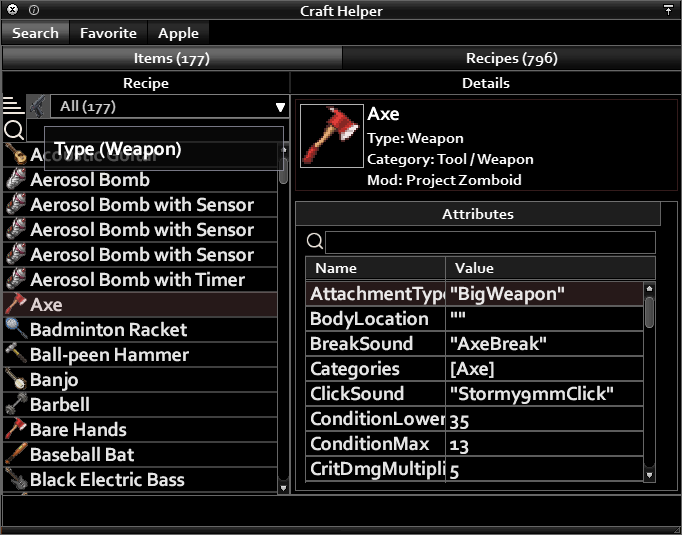 Craft Helper
Search Favorite Apple
Items (177) Recipes (796)
Recipe Details
All (177)
Type (Weapon)
Acoustic Guitar
Aerosol Bomb
Aerosol Bomb with Sensor
Aerosol Bomb with Sensor
Aerosol Bomb with Sensor
Aerosol Bomb with Timer
Axe
Badminton Racket
Ball-peen Hammer
Banjo
Barbell
Bare Hands
Baseball Bat
Black Electric Bass
Axe
Type: Weapon
Category: Tool / Weapon
Mod: Project Zomboid
Attributes
Name Value
AttachmentType "BigWeapon"
BodyLocation ""
BreakSound "AxeBreak"
Categories [Axe]
ClickSound "Stormy9mmClick"
ConditionLower 35
ConditionMax 13
CritDmgMultipli 5